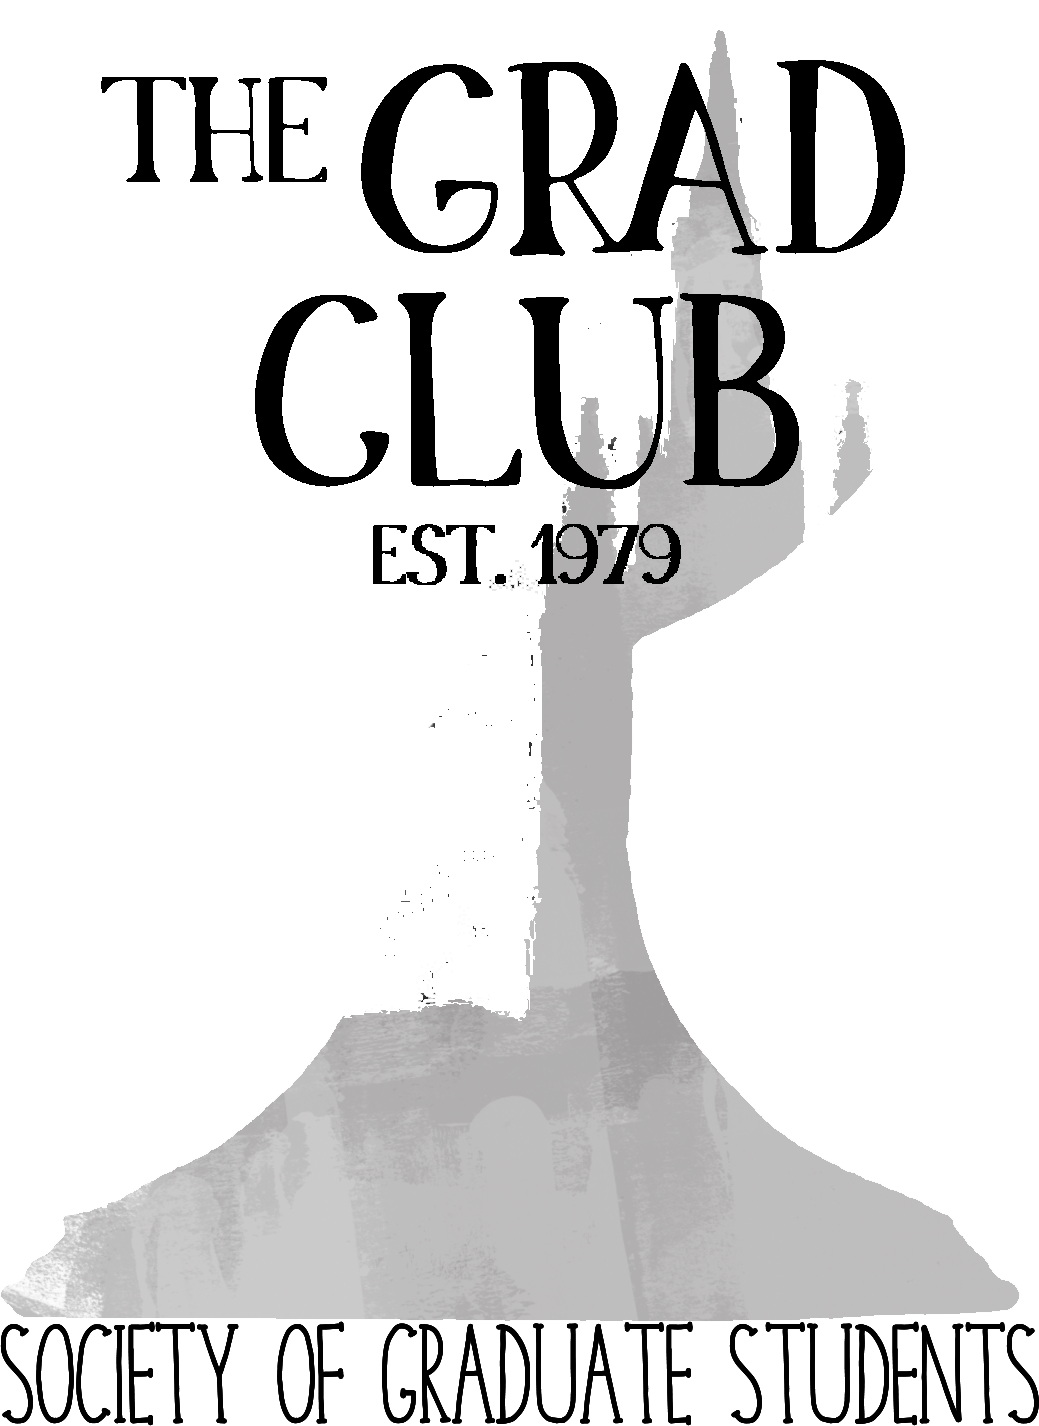 THE GRAD
CLUB
EST. 1979
SOCIETY OF GRADUATE STUDENTS